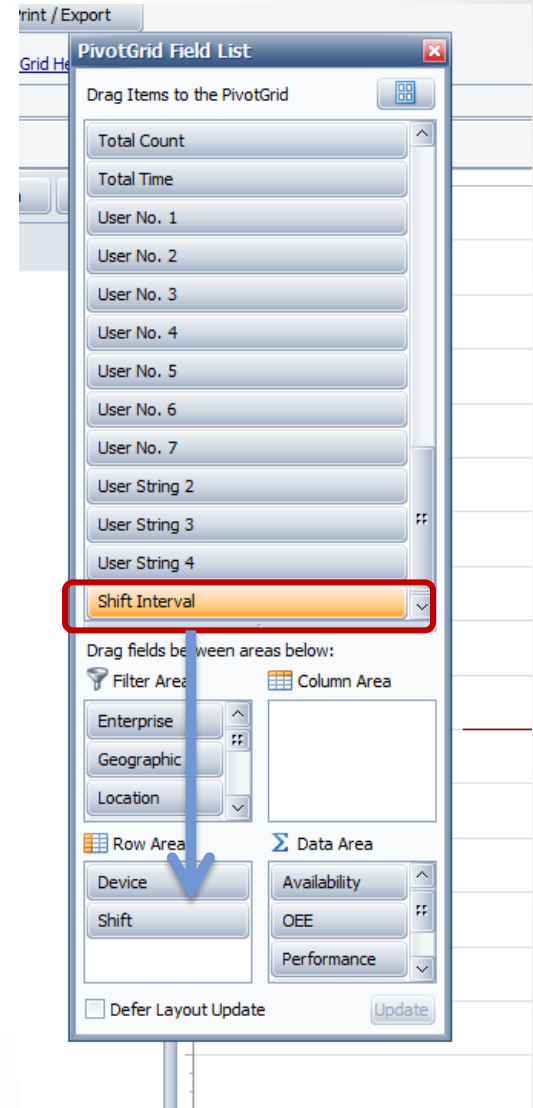 Print / Export
PivotGrid Field List
Grid He
Drag Items to the PivotGrid
Total Count
Total Time
User No. 1
User No. 2
User No. 3
User No. 4
User No. 5
User No. 6
User No. 7
User String 2
User String 3
User String 4
Shift Interval
Drag fields between areas below:
Filter Area
Column Area
Enterprise
Geographic
Location
Row Area
Data Area
Device
Shift
Availability
OEE
Performance
Defer Layout Update
Update